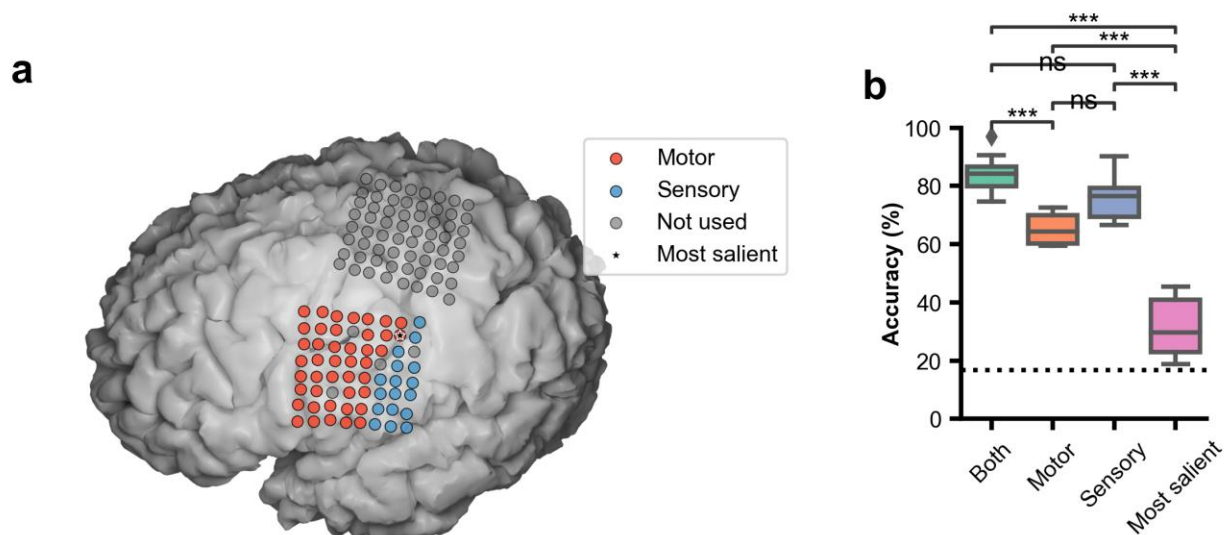 a
Motor
Sensory
Not used
Most salient
b
***
***
ns
***
ns
***
Accuracy (%)
100
80
60
40
20
0
Both
Motor
Sensory
Most salient